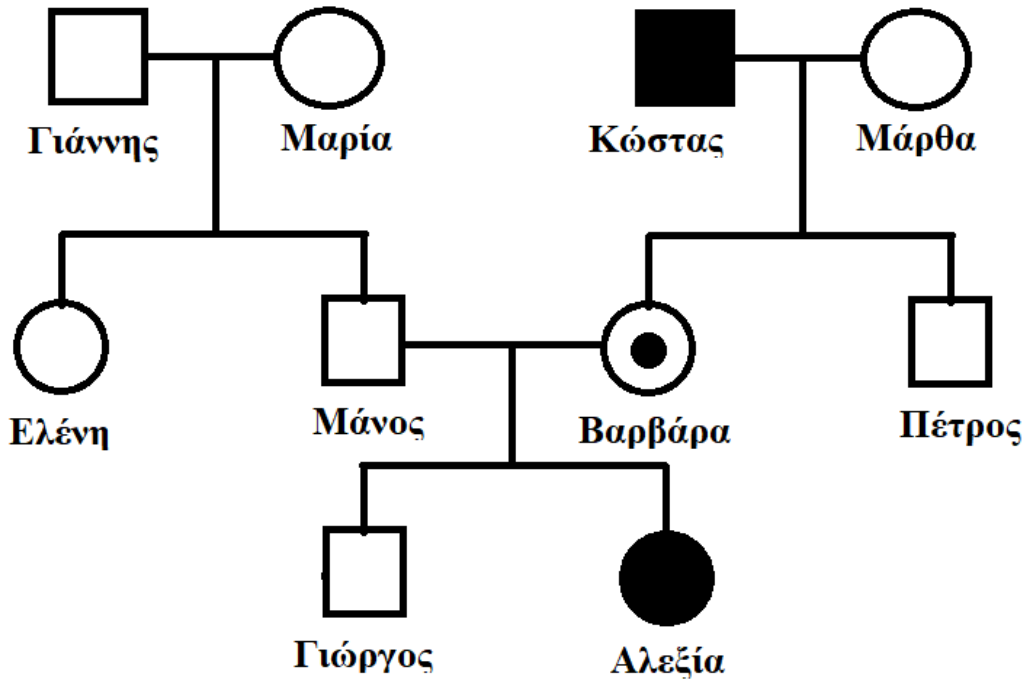 Γιάννης
Μαρία
Κώστας
Μάρθα
Ελένη
Μάνος
Βαρβάρα
Πέτρος
Γιώργος
Αλεξία